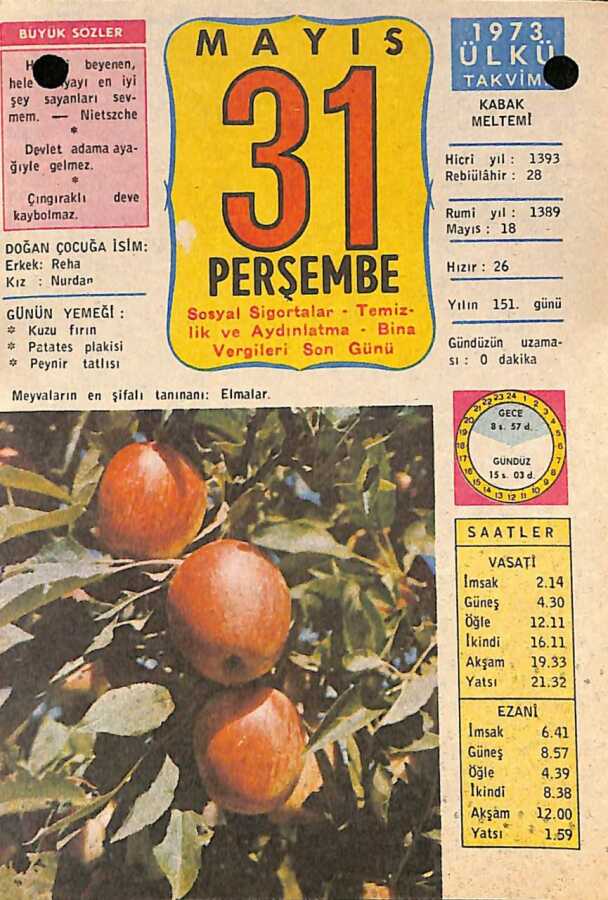 BÜYÜK SÖZLER
beyenen,
hele yayı en iyi
şey sayanları sev-
mem. — Nietszche
*
Devlet adama aya-
ğıyle gelmez.
*
Çıngıraklı deve
kaybolmaz.
DOĞAN ÇOCUĞA İSİM:
Erkek: Reha
Kız : Nurdan
GÜNÜN YEMEĞİ :
Kuzu fırın
Patates plakisi
Peynir tatlısı
MAYIS
31
PERŞEMBE
Sosyal Sigortalar - Temiz-
lik ve Aydınlatma - Bina
Vergileri Son Günü
1973
ÜLKÜ
TAKVİM
KABAK
MELTEMİ
Hicri yıl : 1393
Rebiülâhir : 28
Rumi yıl : 1389
Mayıs : 18
Hızır : 26
Yılın 151. günü
Gündüzün uzama-
sı : 0 dakika
Meyvaların en şifalı tanınanı: Elmalar.
GECE
8 s. 57 d.
GÜNDÜZ
15 s. 03 d.
SAATLER
VASATİ
İmsak 2.14
Güneş 4.30
Öğle 12.11
İkindi 16.11
Akşam 19.33
Yatsı 21.32
EZANİ
İmsak 6.41
Güneş 8.57
Öğle 4.39
İkindi 8.38
Akşam 12.00
Yatsı 1.59